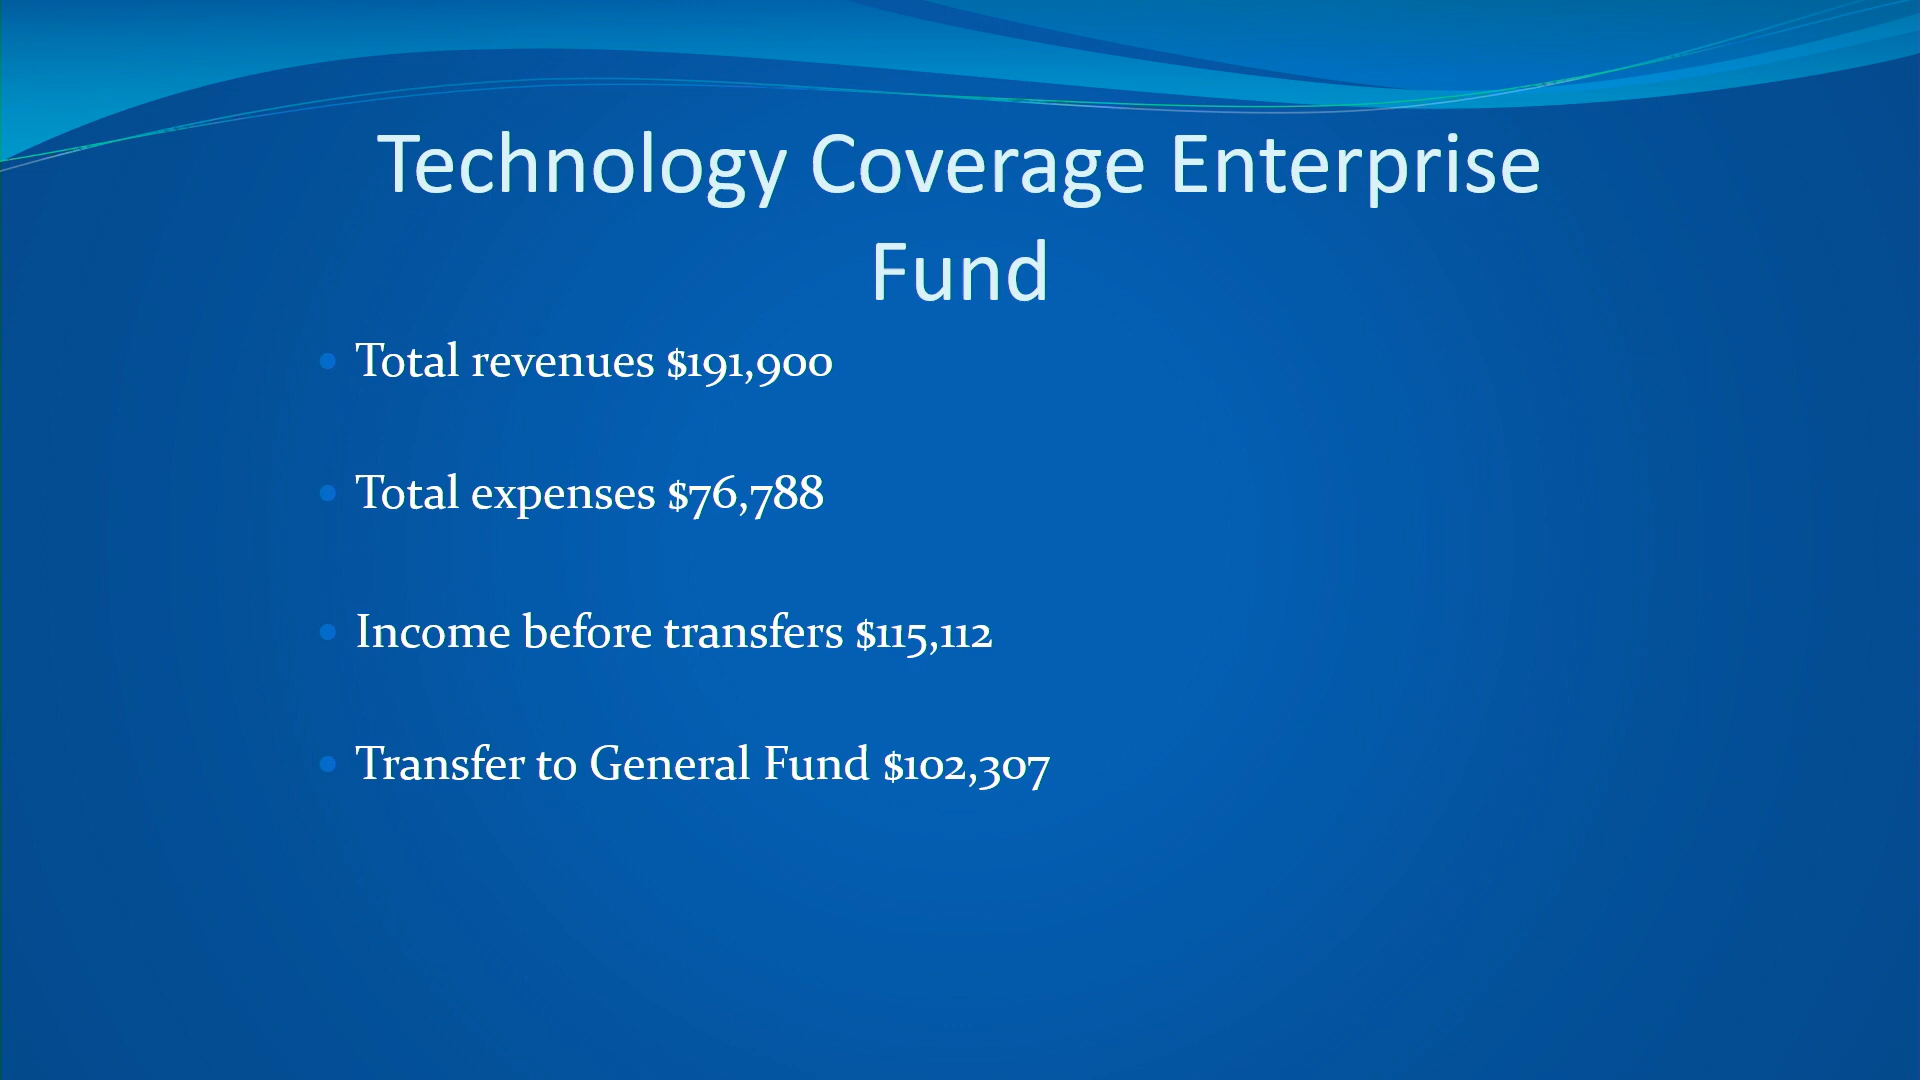 Technology Coverage Enterprise
Fund
• Total revenues $191,900
• Total expenses $76,788
• Income before transfers $115,112
• Transfer to General Fund $102,307